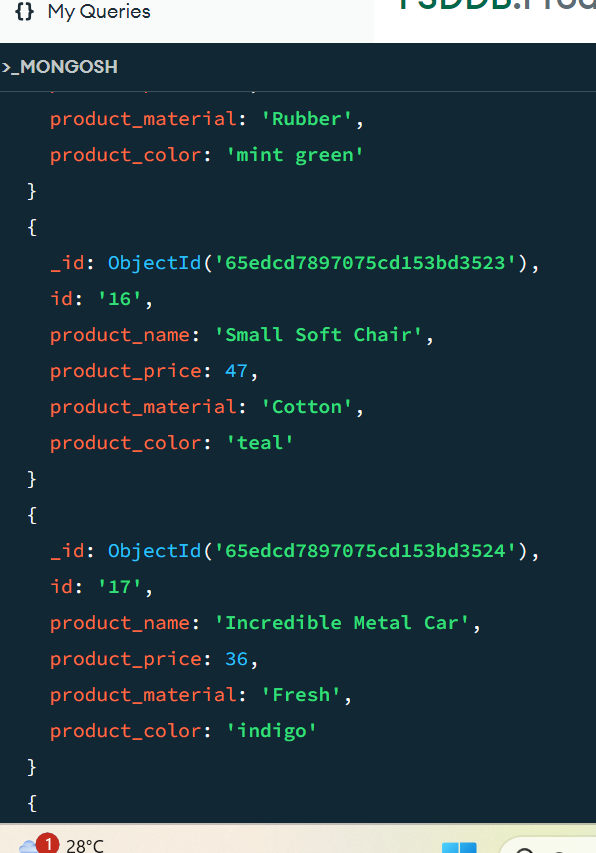 {} My Queries
>_MONGOSH
product_material: 'Rubber',
product_color: 'mint green'
}
{
_id: ObjectId('65edcd7897075cd153bd3523'),
id: '16',
product_name: 'Small Soft Chair',
product_price: 47,
product_material: 'Cotton',
product_color: 'teal'
}
{
_id: ObjectId('65edcd7897075cd153bd3524'),
id: '17',
product_name: 'Incredible Metal Car',
product_price: 36,
product_material: 'Fresh',
product_color: 'indigo'
}
{
1 28°C